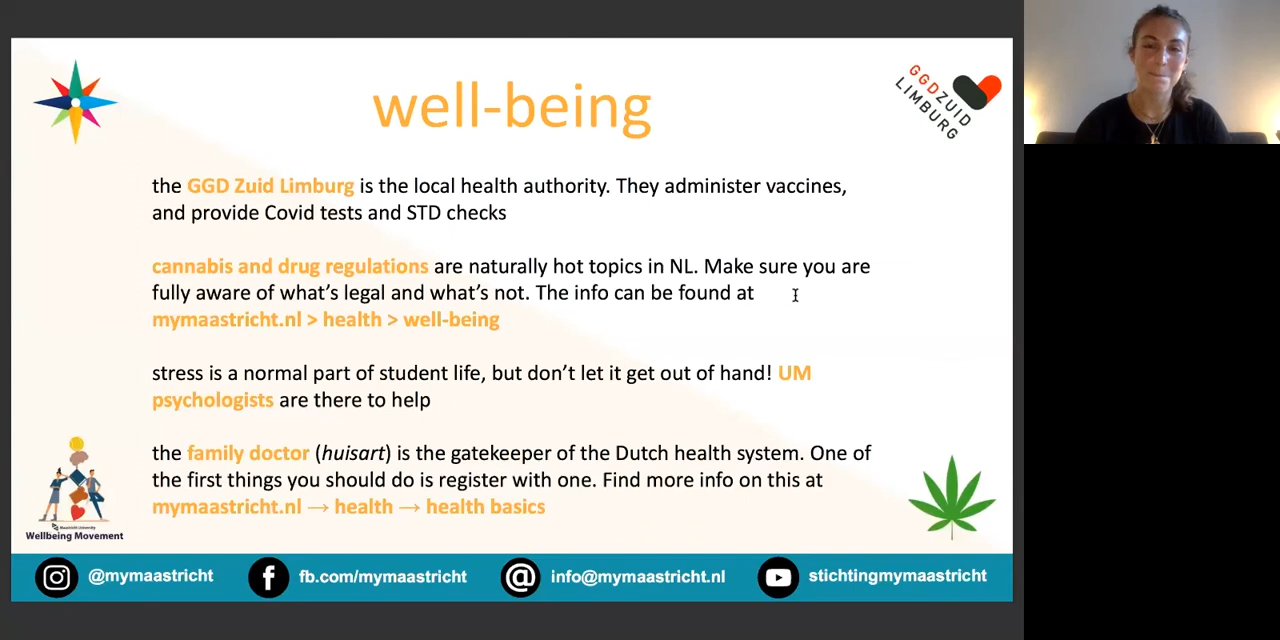 well-being
GGDZUID
LIMBURG
the GGD Zuid Limburg is the local health authority. They administer vaccines,
and provide Covid tests and STD checks
cannabis and drug regulations are naturally hot topics in NL. Make sure you are
fully aware of what’s legal and what’s not. The info can be found at
mymaastricht.nl > health > well-being
stress is a normal part of student life, but don’t let it get out of hand! UM
psychologists are there to help
the family doctor (huisart) is the gatekeeper of the Dutch health system. One of
the first things you should do is register with one. Find more info on this at
mymaastricht.nl → health → health basics
Maastricht University
Wellbeing Movement
@mymaastricht
fb.com/mymaastricht
info@mymaastricht.nl
stichtingmymaastricht